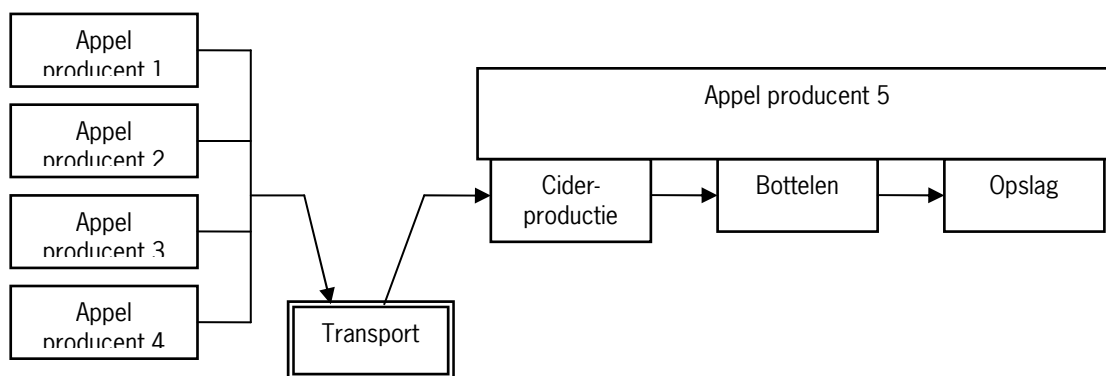 Appel
producent 1
Appel
producent 2
Appel
producent 3
Appel
producent 4
Transport
Appel producent 5
Cider-
productie
Bottelen
Opslag